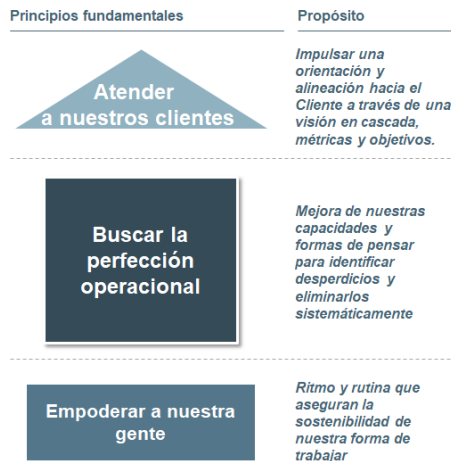 Principios fundamentales
Propósito
Atender
a nuestros clientes
Impulsar una
orientación y
alineación hacia el
Cliente a través de una
visión en cascada,
métricas y objetivos.
Buscar la
perfección
operacional
Mejora de nuestras
capacidades y
formas de pensar
para identificar
desperdicios y
eliminarlos
sistemáticamente
Empoderar a nuestra
gente
Ritmo y rutina que
aseguran la
sostenibilidad de
nuestra forma de
trabajar